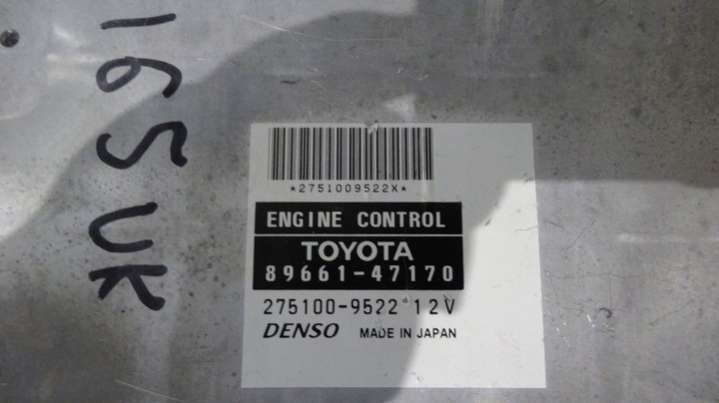 165 UK
*2751009522X*
ENGINE CONTROL
TOYOTA
89661-47170
275100-9522 12V
DENSO MADE IN JAPAN